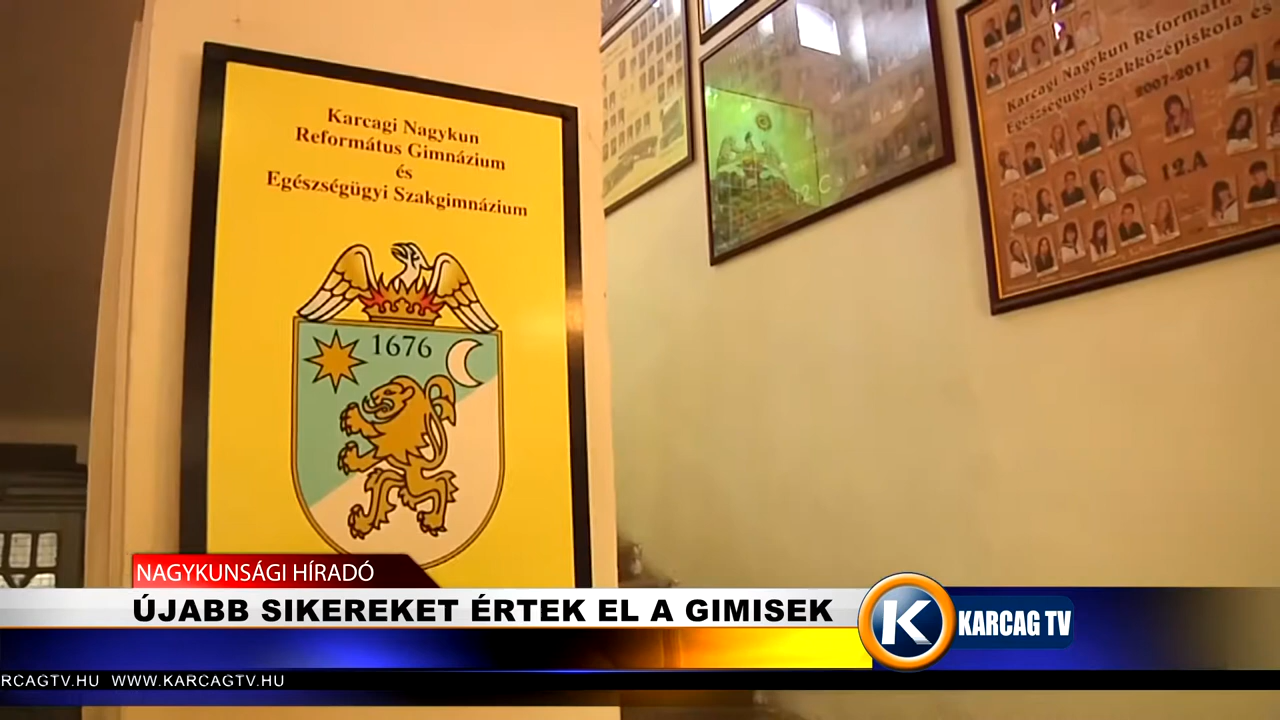 Karcagi Nagykun
Református Gimnázium
és
Egészségügyi Szakgimnázium
1676
12.C
Karcagi Nagykun Református
Egészségügyi Szakközépiskola és
2007-2011
12.A
NAGYKUNSÁGI HÍRADÓ
ÚJABB SIKEREKET ÉRTEK EL A GIMISEK
K KARCAG TV
RCAGTV.HU WWW.KARCAGTV.HU